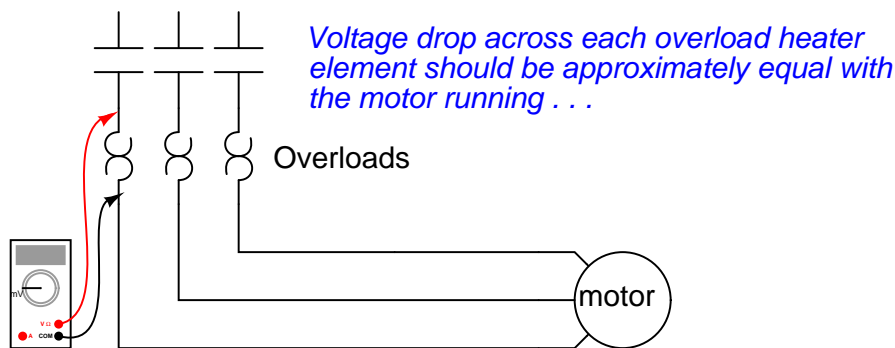 Voltage drop across each overload heater
element should be approximately equal with
the motor running . . .
Overloads
motor
mV
V Ω
A
COM